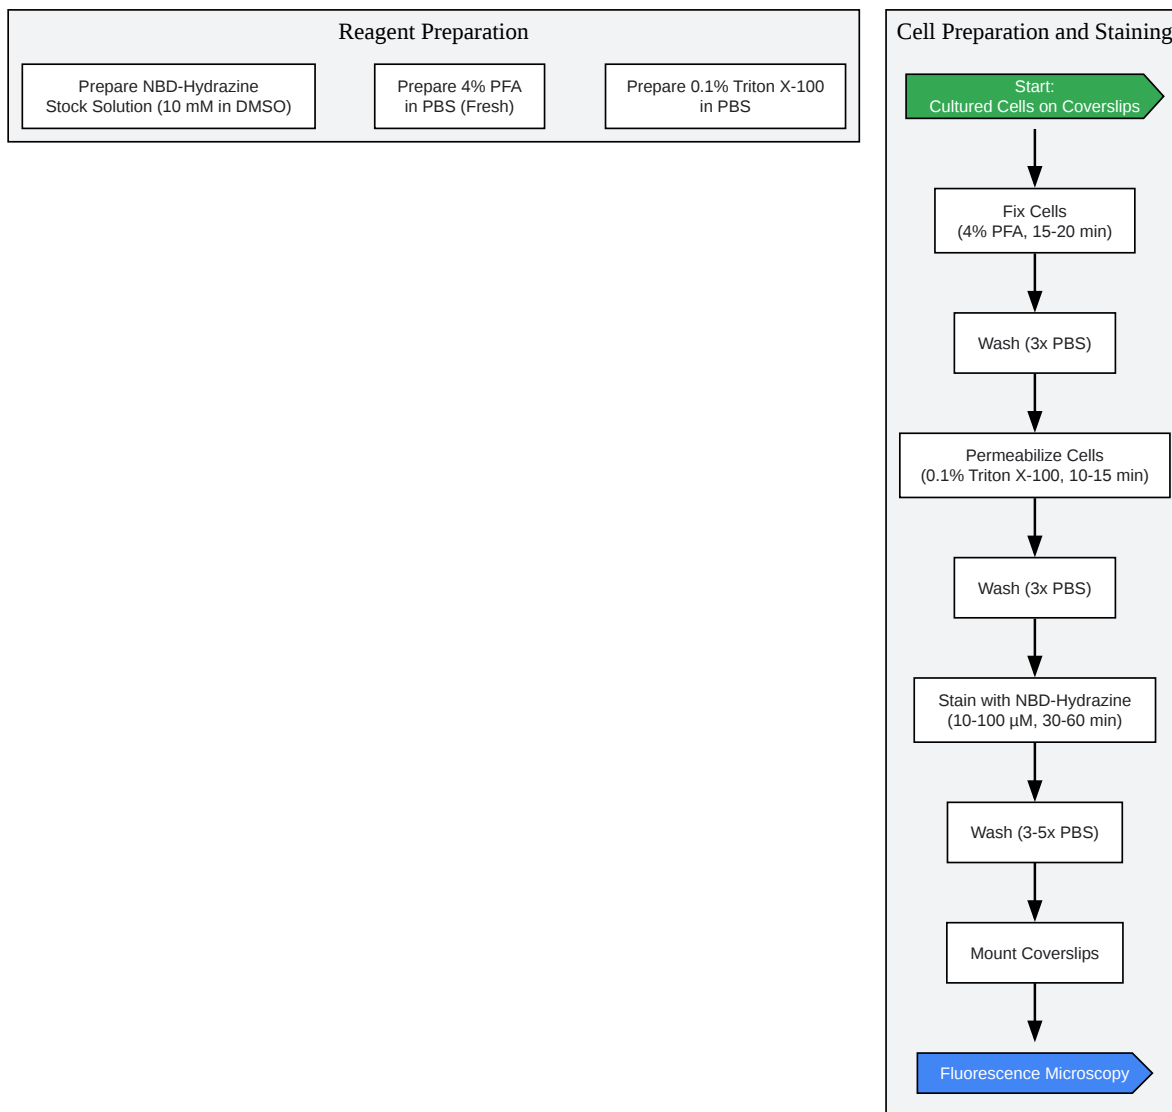 Reagent Preparation
Prepare NBD-Hydrazine
Stock Solution (10 mM in DMSO)
Prepare 4% PFA
in PBS (Fresh)
Prepare 0.1% Triton X-100
in PBS
Cell Preparation and Staining
Start:
Cultured Cells on Coverslips
Fix Cells
(4% PFA, 15-20 min)
Wash (3x PBS)
Permeabilize Cells
(0.1% Triton X-100, 10-15 min)
Wash (3x PBS)
Stain with NBD-Hydrazine
(10-100 µM, 30-60 min)
Wash (3-5x PBS)
Mount Coverslips
Fluorescence Microscopy